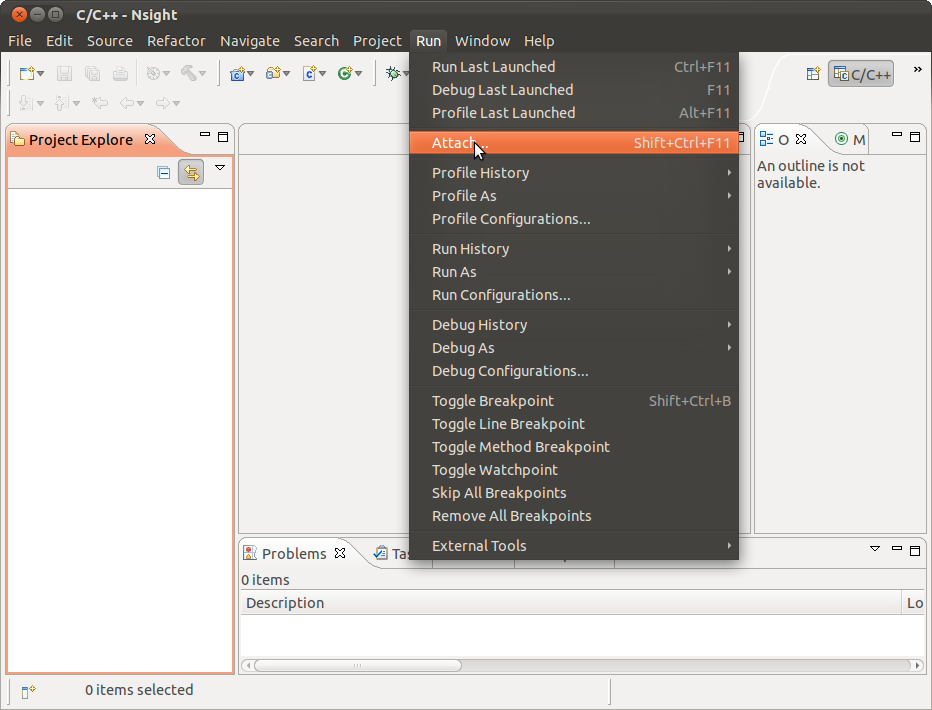 C/C++ - Nsight
File Edit Source Refactor Navigate Search Project Run Window Help
C/C++
Project Explore
Run Last Launched Ctrl+F11
Debug Last Launched F11
Profile Last Launched Alt+F11
Attach... Shift+Ctrl+F11
Profile History
Profile As
Profile Configurations...
Run History
Run As
Run Configurations...
Debug History
Debug As
Debug Configurations...
Toggle Breakpoint Shift+Ctrl+B
Toggle Line Breakpoint
Toggle Method Breakpoint
Toggle Watchpoint
Skip All Breakpoints
Remove All Breakpoints
External Tools
O M
An outline is not
available.
Problems Tas
0 items
Description Lo
0 items selected